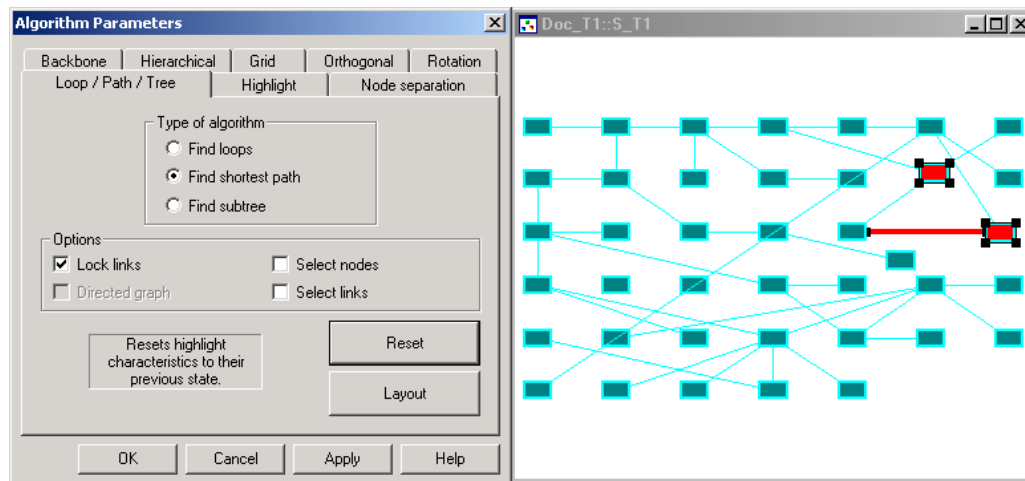 Algorithm Parameters
Backbone Hierarchical Grid Orthogonal Rotation
Loop / Path / Tree Highlight Node separation
Type of algorithm
Find loops
Find shortest path
Find subtree
Options
Lock links Select nodes
Directed graph Select links
Resets highlight
characteristics to their
previous state.
Reset
Layout
OK Cancel Apply Help
Doc_T1::S_T1